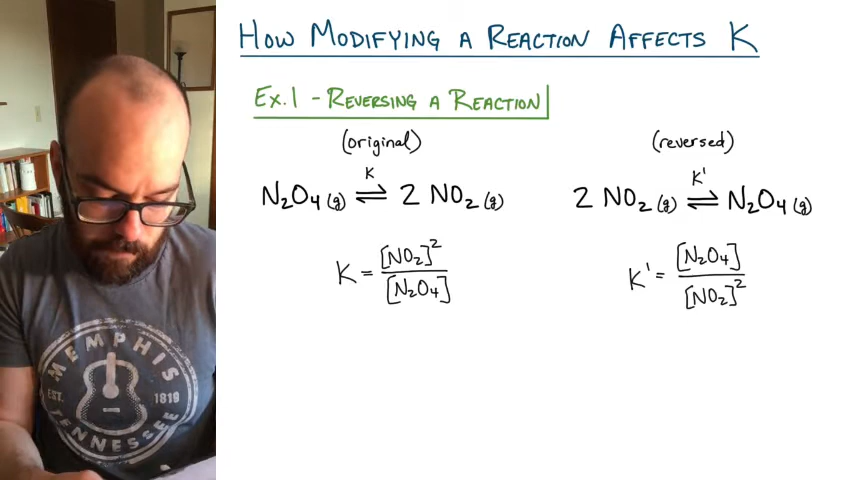 HOW MODIFYING A REACTION AFFECTS K
EX.1 - REVERSING A REACTION
(original)
(reversed)
K
K'
N₂O₄(g) ⇌ 2 NO₂(g)
2 NO₂(g) ⇌ N₂O₄(g)
K = [NO₂]² / [N₂O₄]
K' = [N₂O₄] / [NO₂]²
MEMPHIS
EST. 1819
TENNESSEE